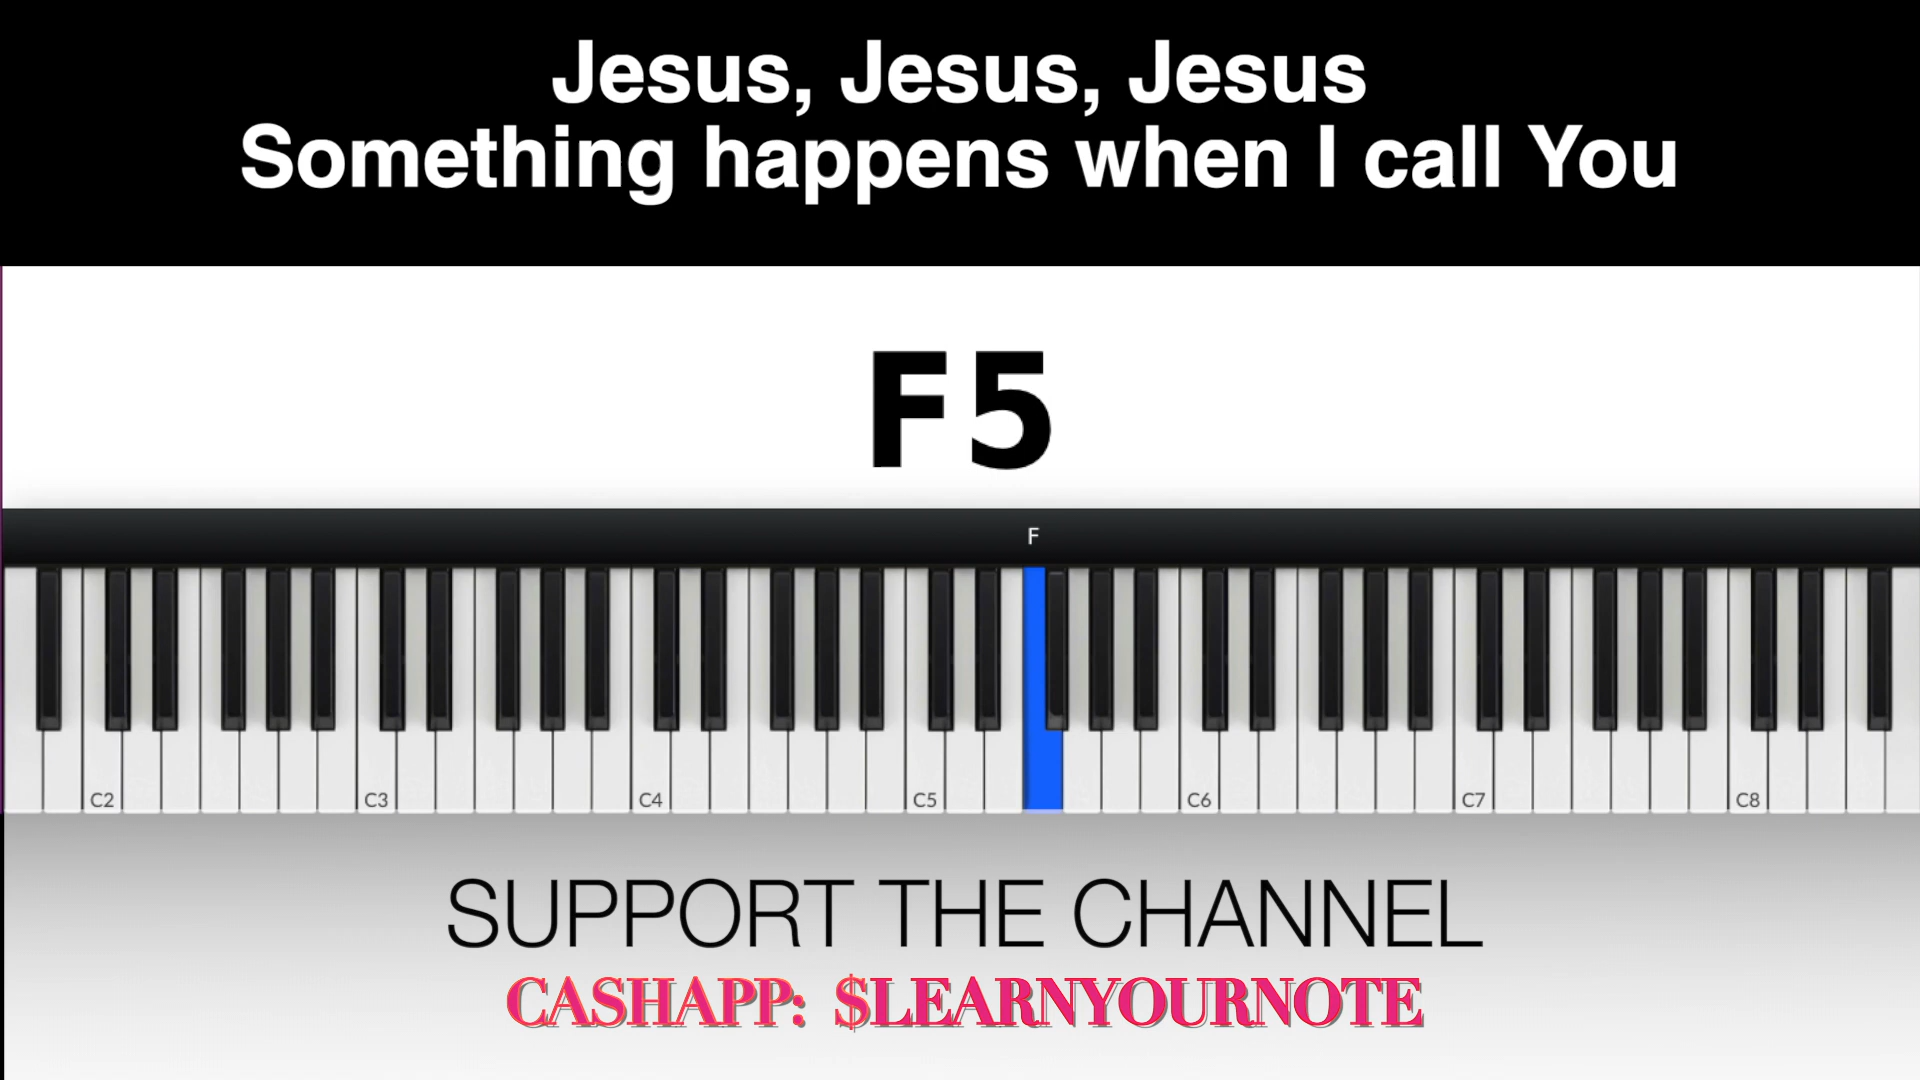 Jesus, Jesus, Jesus
Something happens when I call You
F5
F
C2 C3 C4 C5 C6 C7 C8
SUPPORT THE CHANNEL
CASHAPP: $LEARNYOURNOTE